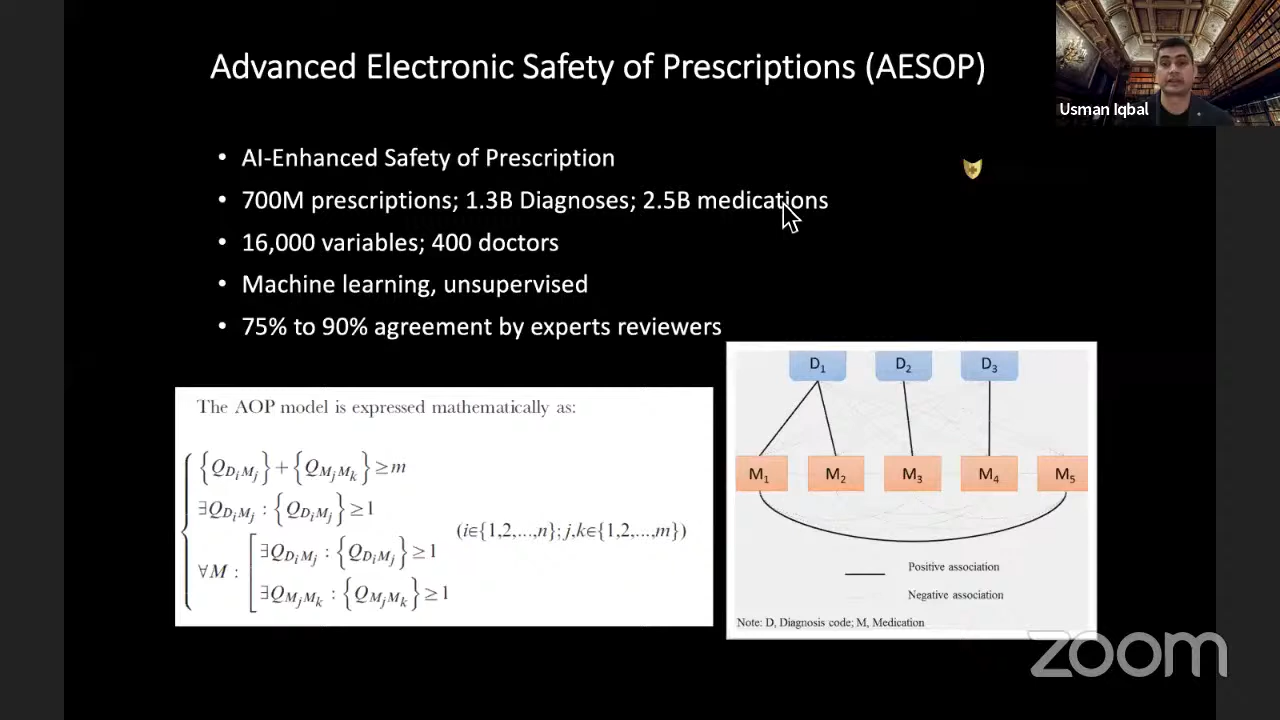 Advanced Electronic Safety of Prescriptions (AESOP)
Usman Iqbal
• AI-Enhanced Safety of Prescription
• 700M prescriptions; 1.3B Diagnoses; 2.5B medications
• 16,000 variables; 400 doctors
• Machine learning, unsupervised
• 75% to 90% agreement by experts reviewers
The AOP model is expressed mathematically as:
{Q_{D_iM_j}}+{Q_{M_jM_k}}≥m
∃Q_{D_iM_j}:{Q_{D_iM_j}}≥1
(i∈{1,2,...,n};j,k∈{1,2,...,m})
∀M:
∃Q_{D_iM_j}:{Q_{D_iM_j}}≥1
∃Q_{M_jM_k}:{Q_{M_jM_k}}≥1
D₁ D₂ D₃
M₁ M₂ M₃ M₄ M₅
Positive association
Negative association
Note: D, Diagnosis code; M, Medication
zoom